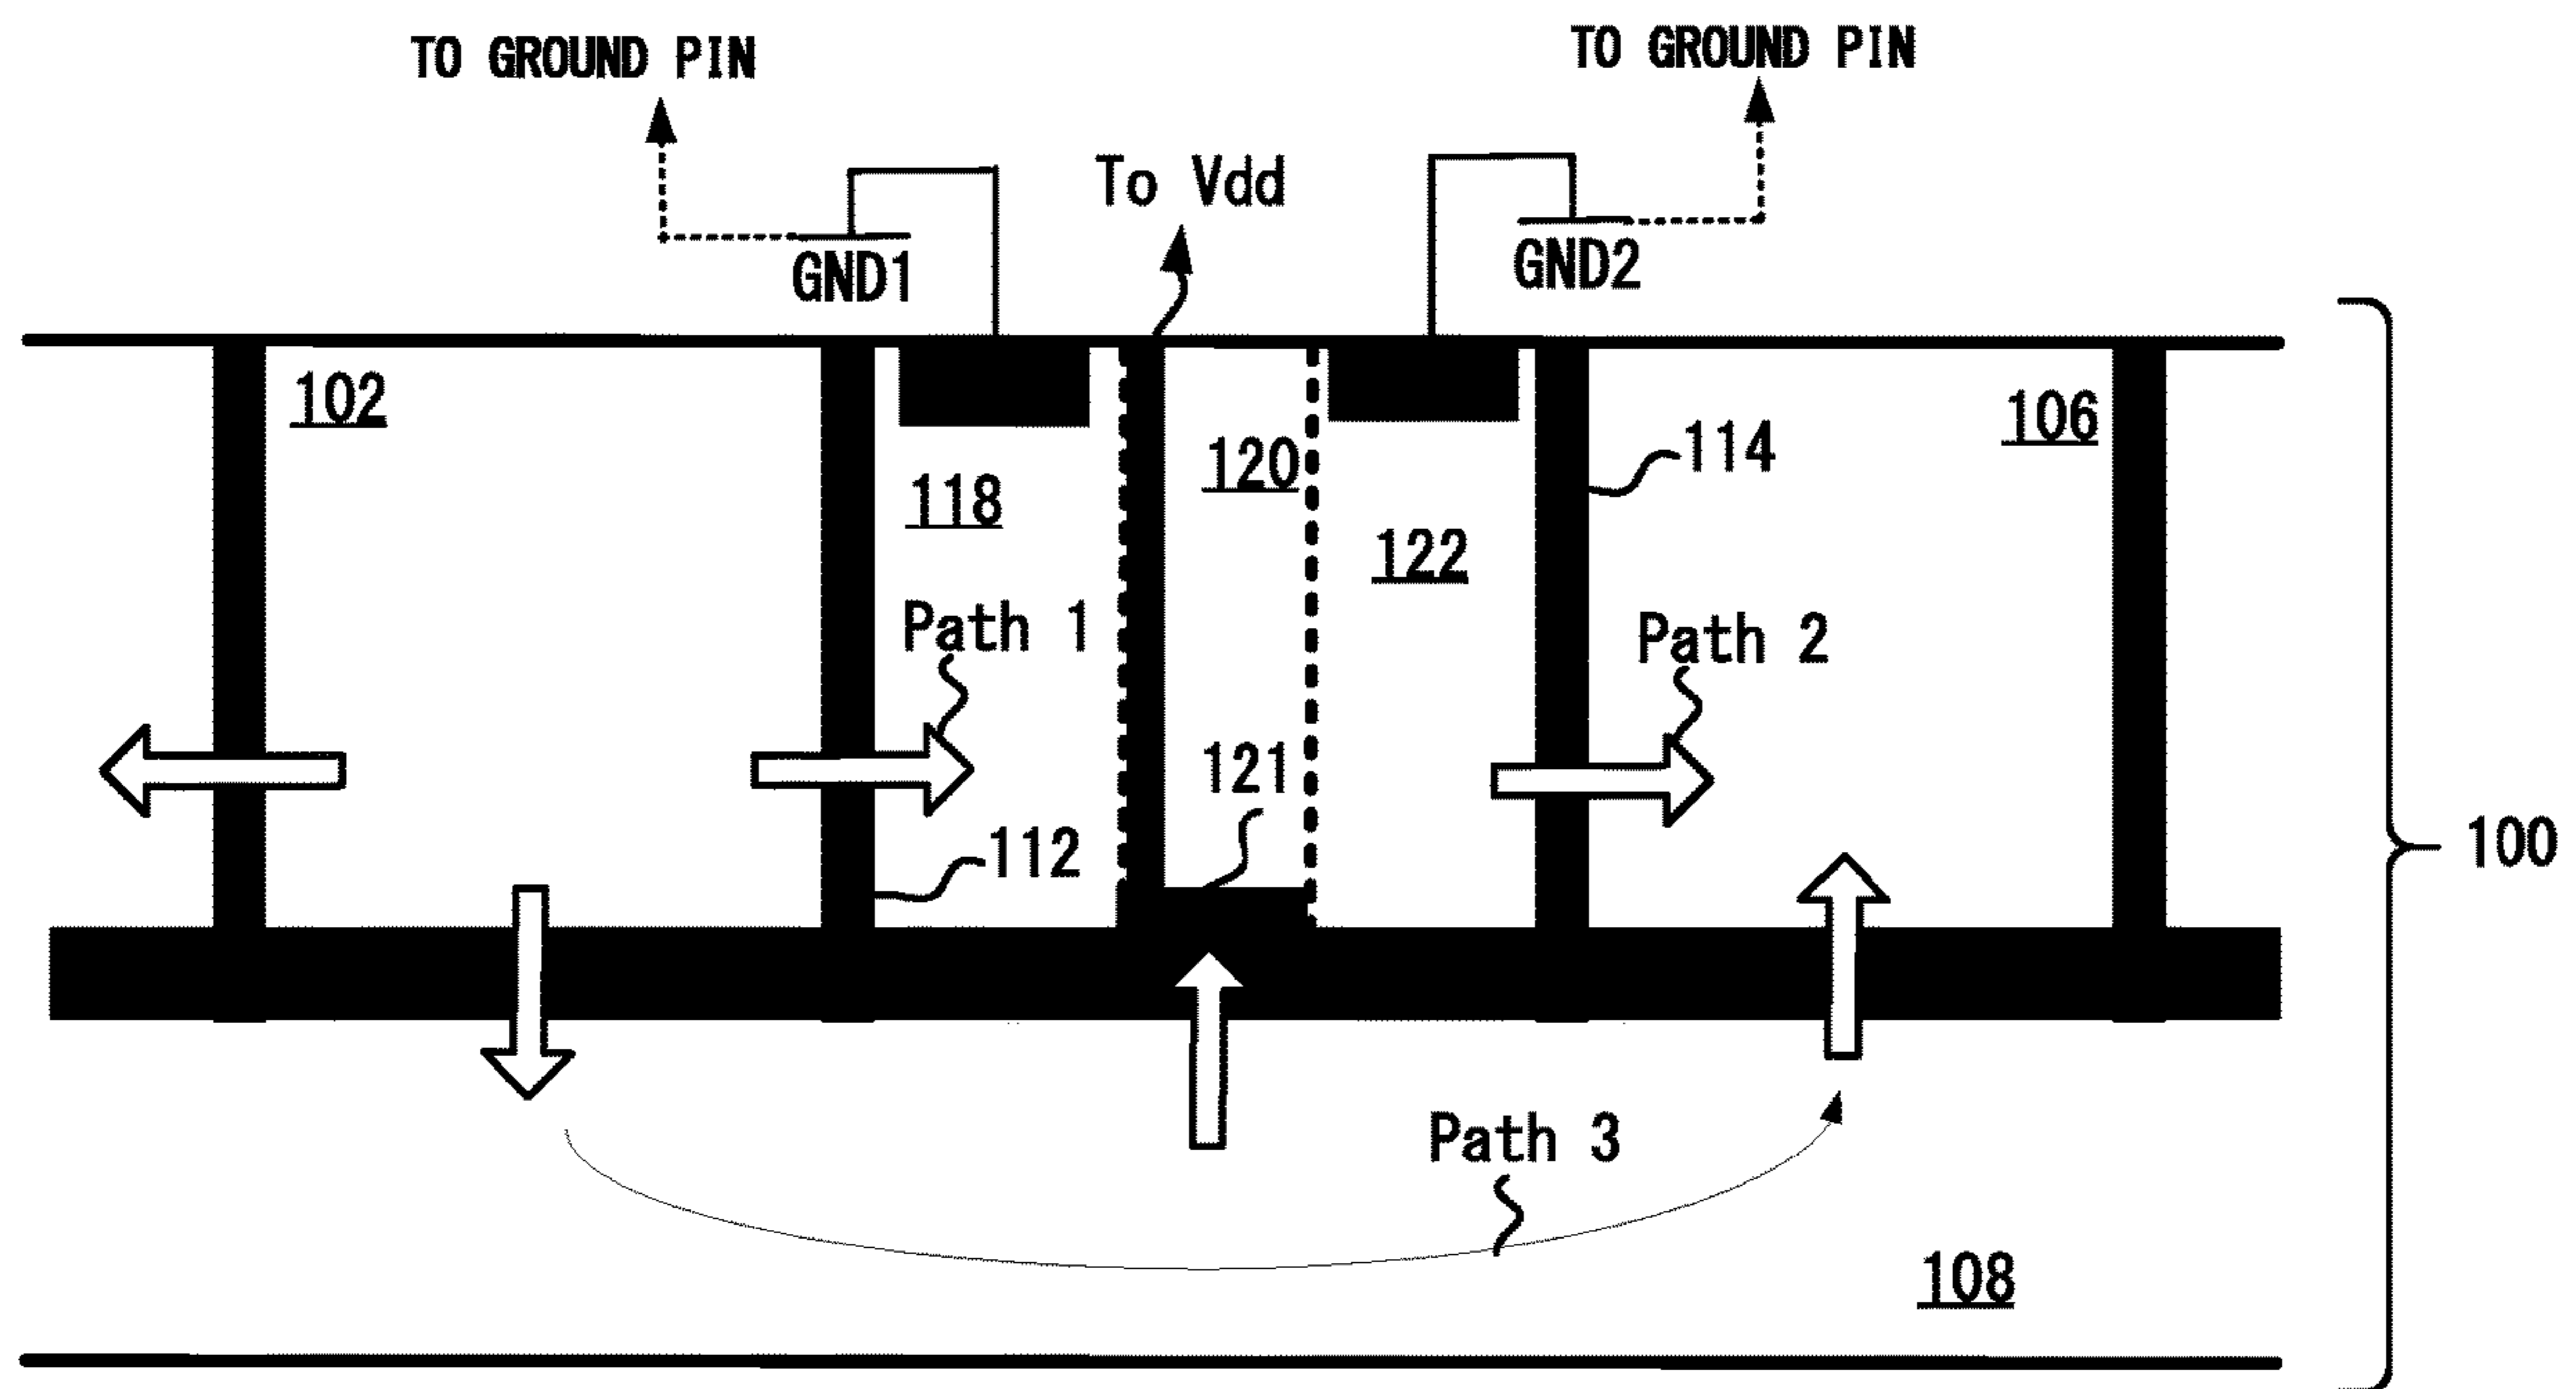 TO GROUND PIN
TO GROUND PIN
To Vdd
GND1
GND2
102
106
120
114
118
122
Path 1
Path 2
121
112
100
Path 3
108